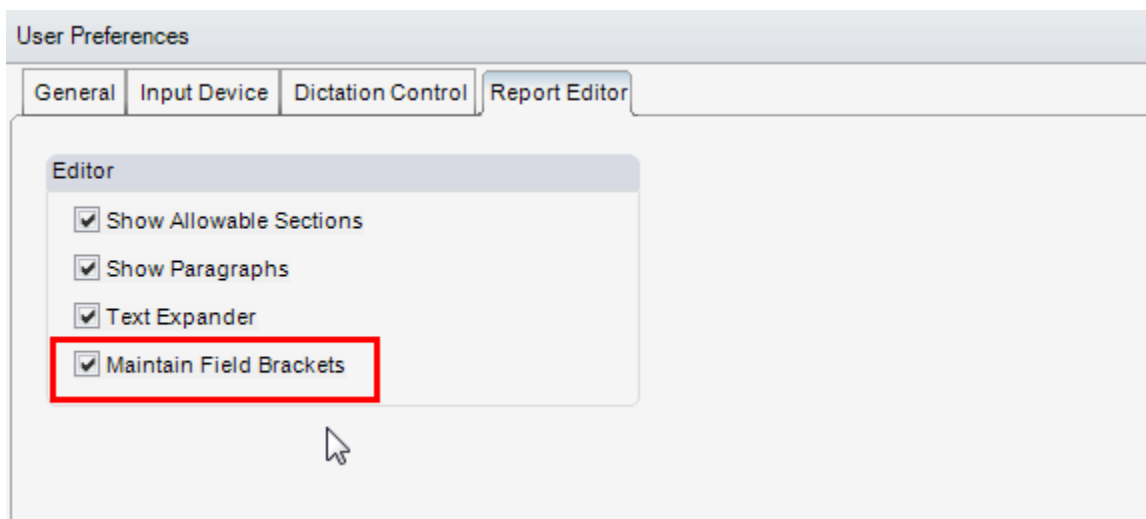 User Preferences
General Input Device Dictation Control Report Editor
Editor
Show Allowable Sections
Show Paragraphs
Text Expander
Maintain Field Brackets